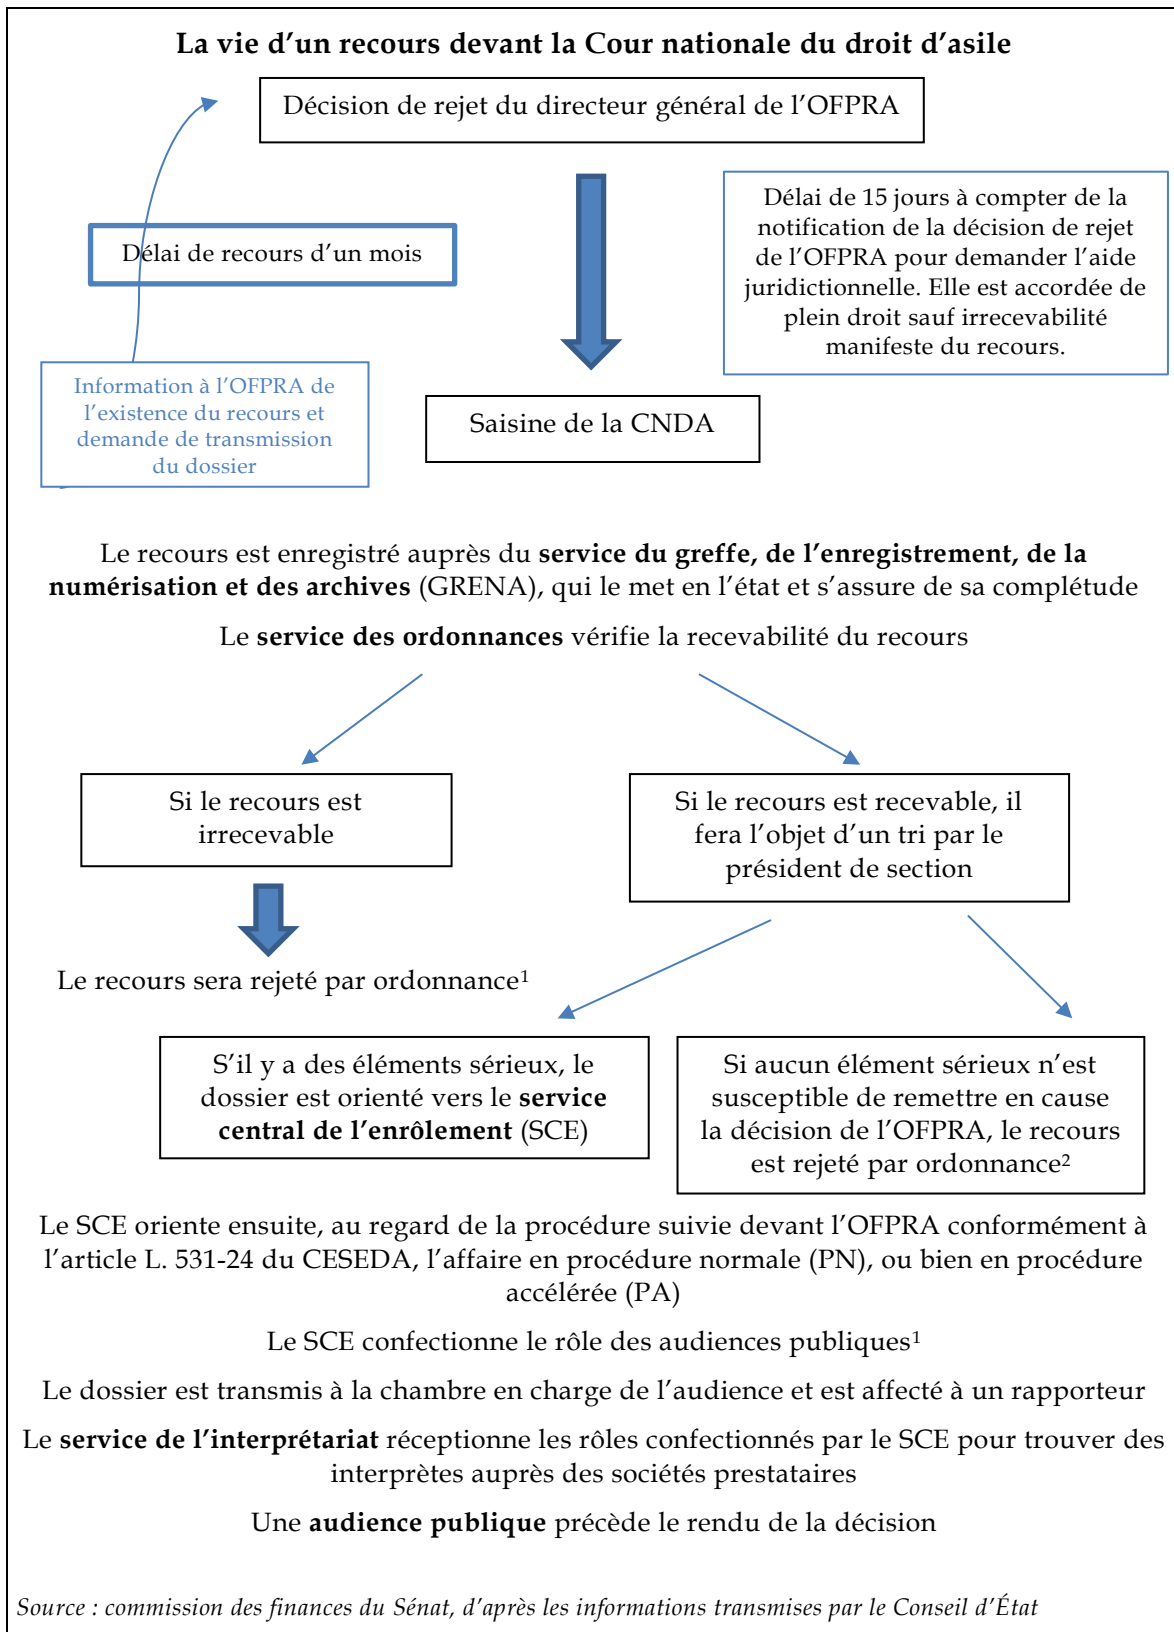 La vie d’un recours devant la Cour nationale du droit d’asile
Décision de rejet du directeur général de l’OFPRA
Délai de 15 jours à compter de la
notification de la décision de rejet
de l’OFPRA pour demander l’aide
juridictionnelle. Elle est accordée de
plein droit sauf irrecevabilité
manifeste du recours.
Délai de recours d’un mois
Information à l’OFPRA de
l’existence du recours et
demande de transmission
du dossier
Saisine de la CNDA
Le recours est enregistré auprès du service du greffe, de l’enregistrement, de la
numérisation et des archives (GRENA), qui le met en l’état et s’assure de sa complétude
Le service des ordonnances vérifie la recevabilité du recours
Si le recours est
irrecevable
Si le recours est recevable, il
fera l’objet d’un tri par le
président de section
Le recours sera rejeté par ordonnance¹
S’il y a des éléments sérieux, le
dossier est orienté vers le service
central de l’enrôlement (SCE)
Si aucun élément sérieux n’est
susceptible de remettre en cause
la décision de l’OFPRA, le recours
est rejeté par ordonnance²
Le SCE oriente ensuite, au regard de la procédure suivie devant l’OFPRA conformément à
l’article L. 531-24 du CESEDA, l’affaire en procédure normale (PN), ou bien en procédure
accélérée (PA)
Le SCE confectionne le rôle des audiences publiques¹
Le dossier est transmis à la chambre en charge de l’audience et est affecté à un rapporteur
Le service de l’interprétariat réceptionne les rôles confectionnés par le SCE pour trouver des
interprètes auprès des sociétés prestataires
Une audience publique précède le rendu de la décision
Source : commission des finances du Sénat, d’après les informations transmises par le Conseil d’État